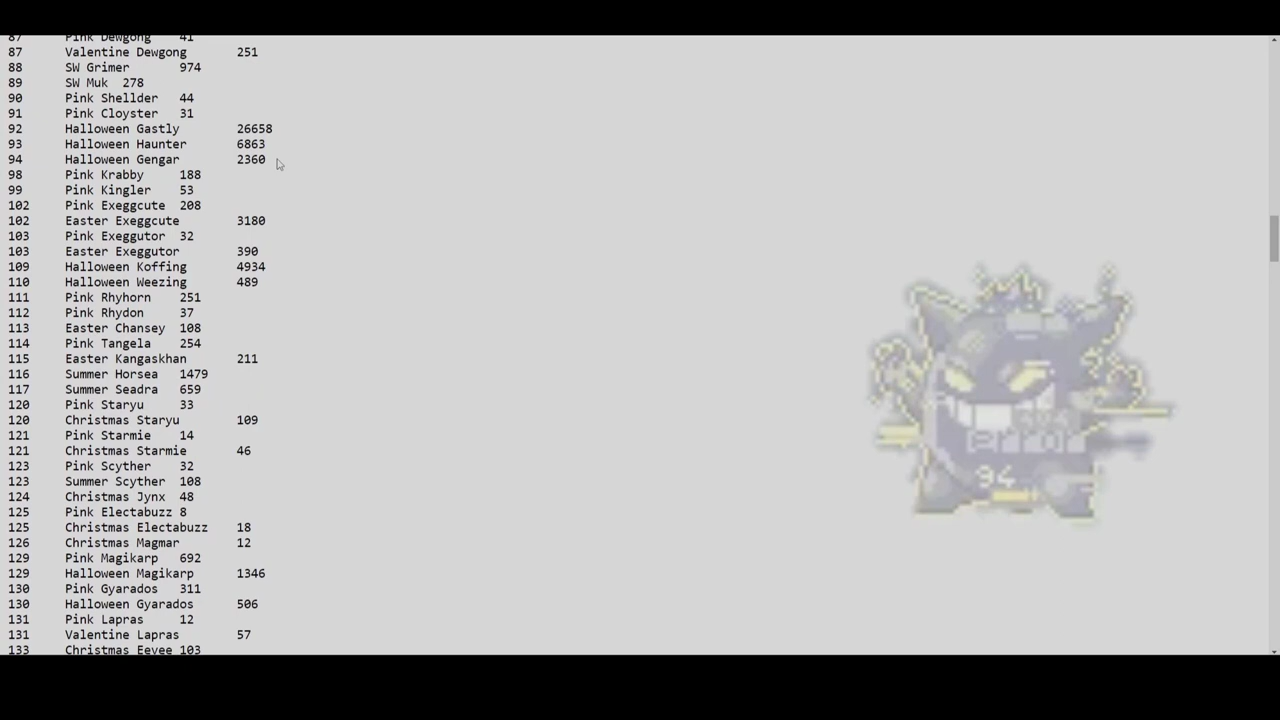 87 Pink Dewgong 41
87 Valentine Dewgong 251
88 SW Grimer 974
89 SW Muk 278
90 Pink Shellder 44
91 Pink Cloyster 31
92 Halloween Gastly 26658
93 Halloween Haunter 6863
94 Halloween Gengar 2360
98 Pink Krabby 188
99 Pink Kingler 53
102 Pink Exeggcute 208
102 Easter Exeggcute 3180
103 Pink Exeggutor 32
103 Easter Exeggutor 390
109 Halloween Koffing 4934
110 Halloween Weezing 489
111 Pink Rhyhorn 251
112 Pink Rhydon 37
113 Easter Chansey 108
114 Pink Tangela 254
115 Easter Kangaskhan 211
116 Summer Horsea 1479
117 Summer Seadra 659
120 Pink Staryu 33
120 Christmas Staryu 109
121 Pink Starmie 14
121 Christmas Starmie 46
123 Pink Scyther 32
123 Summer Scyther 108
124 Christmas Jynx 48
125 Pink Electabuzz 8
125 Christmas Electabuzz 18
126 Christmas Magmar 12
129 Pink Magikarp 692
129 Halloween Magikarp 1346
130 Pink Gyarados 311
130 Halloween Gyarados 506
131 Pink Lapras 12
131 Valentine Lapras 57
133 Christmas Eevee 103
94